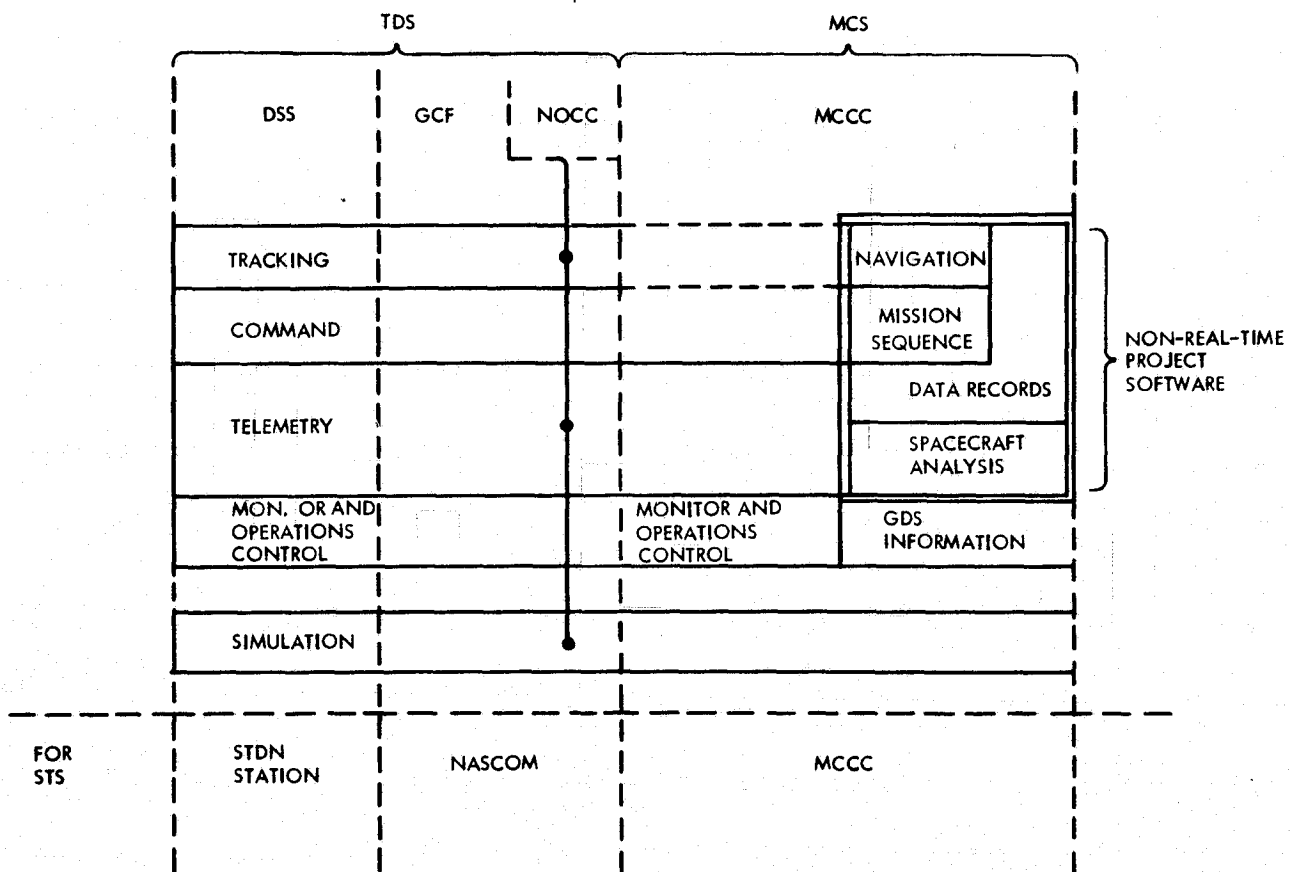 TDS
MCS
DSS
GCF
NOCC
MCCC
TRACKING
NAVIGATION
COMMAND
MISSION
SEQUENCE
NON-REAL-TIME
PROJECT
SOFTWARE
DATA RECORDS
TELEMETRY
SPACECRAFT
ANALYSIS
MON. OR AND
OPERATIONS
CONTROL
MONITOR AND
OPERATIONS
CONTROL
GDS
INFORMATION
SIMULATION
FOR
STS
STDN
STATION
NASCOM
MCCC